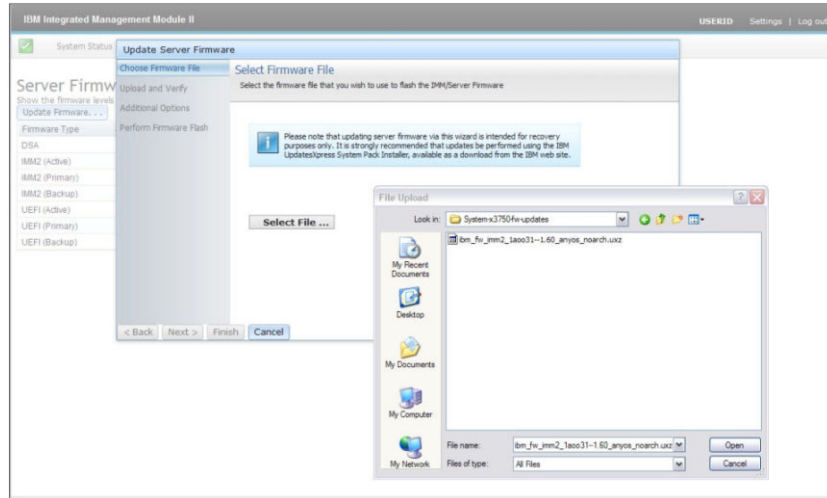 IBM Integrated Management Module II
USERID Settings | Log out
System Status
Server Firmw
Show the firmware levels
Update Firmware. . .
Firmware Type
DSA
IMM2 (Active)
IMM2 (Primary)
IMM2 (Backup)
UEFI (Active)
UEFI (Primary)
UEFI (Backup)
Update Server Firmware
Choose Firmware File
Upload and Verify
Additional Options
Perform Firmware Flash
Select Firmware File
Select the firmware file that you wish to use to flash the IMM/Server Firmware
Please note that updating server firmware via this wizard is intended for recovery
purposes only. It is strongly recommended that updates be performed using the IBM
UpdatesXpress System Pack Installer, available as a download from the IBM web site.
Select File ...
< Back Next > Finish Cancel
File Upload
Look in: System-x3750-fw-updates
ibm_fw_imm2_1aoo31--1.60_anyos_noarch.uxz
My Recent
Documents
Desktop
My Documents
My Computer
My Network
File name: ibm_fw_imm2_1aoo31--1.60_anyos_noarch.uxz
Open
Files of type: All Files
Cancel